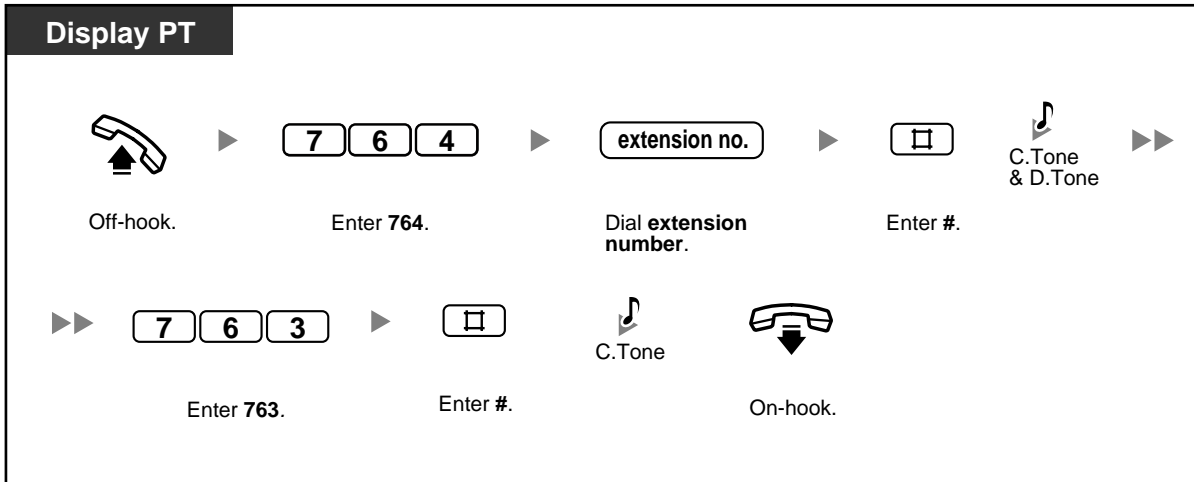 Display PT
7 6 4
extension no.
C.Tone
& D.Tone
Off-hook.
Enter 764.
Dial extension
number.
Enter #.
7 6 3
C.Tone
Enter 763.
Enter #.
On-hook.